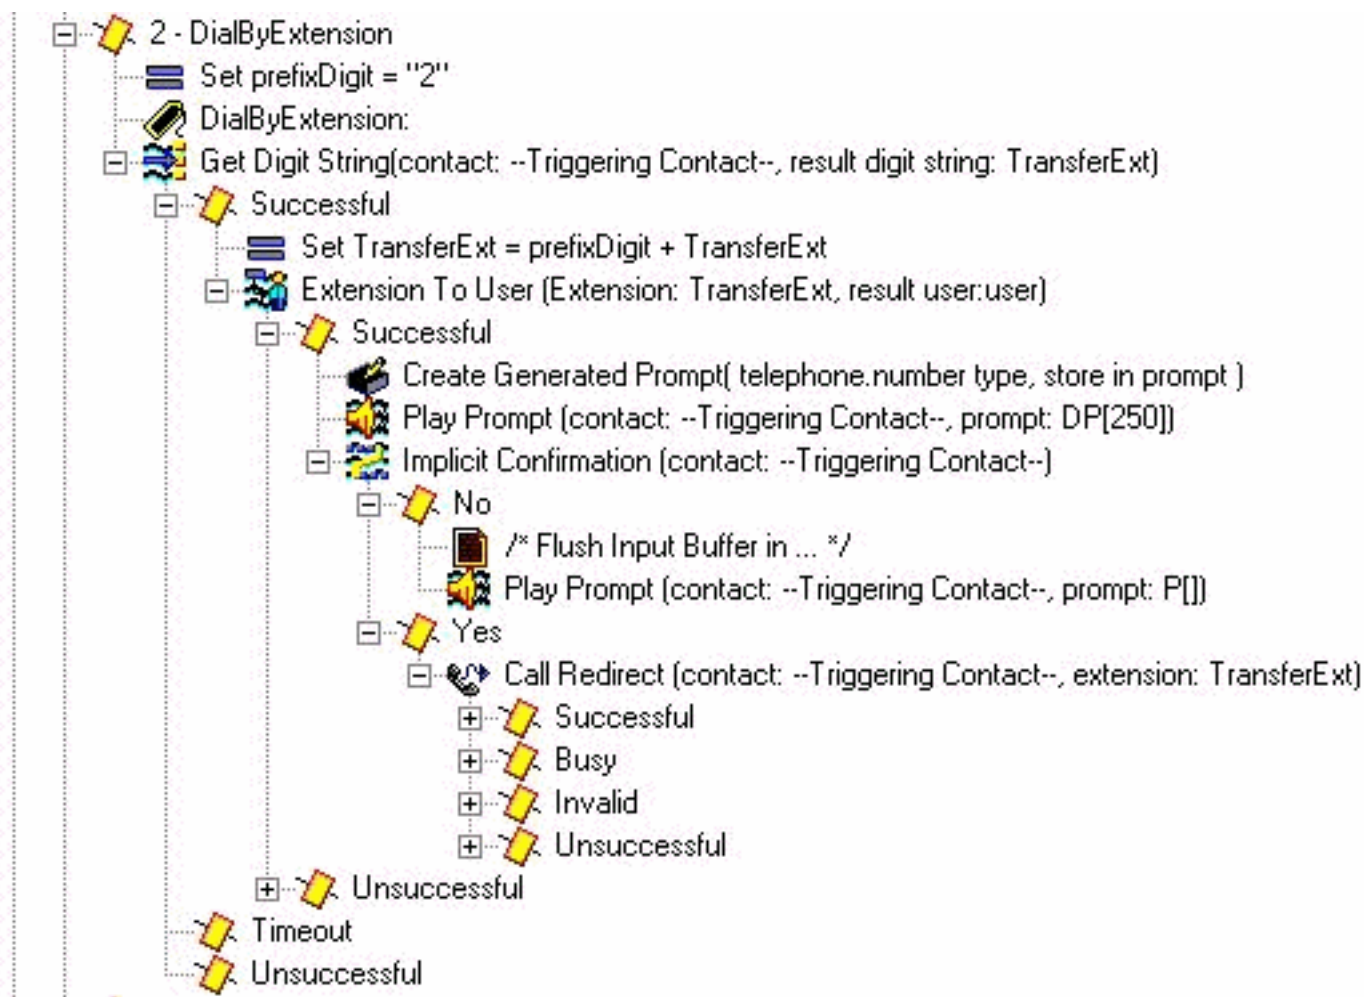 2 - DialByExtension
Set prefixDigit = "2"
DialByExtension:
Get Digit String(contact: --Triggering Contact--, result digit string: TransferExt)
Successful
Set TransferExt = prefixDigit + TransferExt
Extension To User (Extension: TransferExt, result user:user)
Successful
Create Generated Prompt( telephone.number type, store in prompt )
Play Prompt (contact: --Triggering Contact--, prompt: DP[250])
Implicit Confirmation (contact: --Triggering Contact--)
No
/* Flush Input Buffer in ... */
Play Prompt (contact: --Triggering Contact--, prompt: P[])
Yes
Call Redirect (contact: --Triggering Contact--, extension: TransferExt)
Successful
Busy
Invalid
Unsuccessful
Unsuccessful
Timeout
Unsuccessful